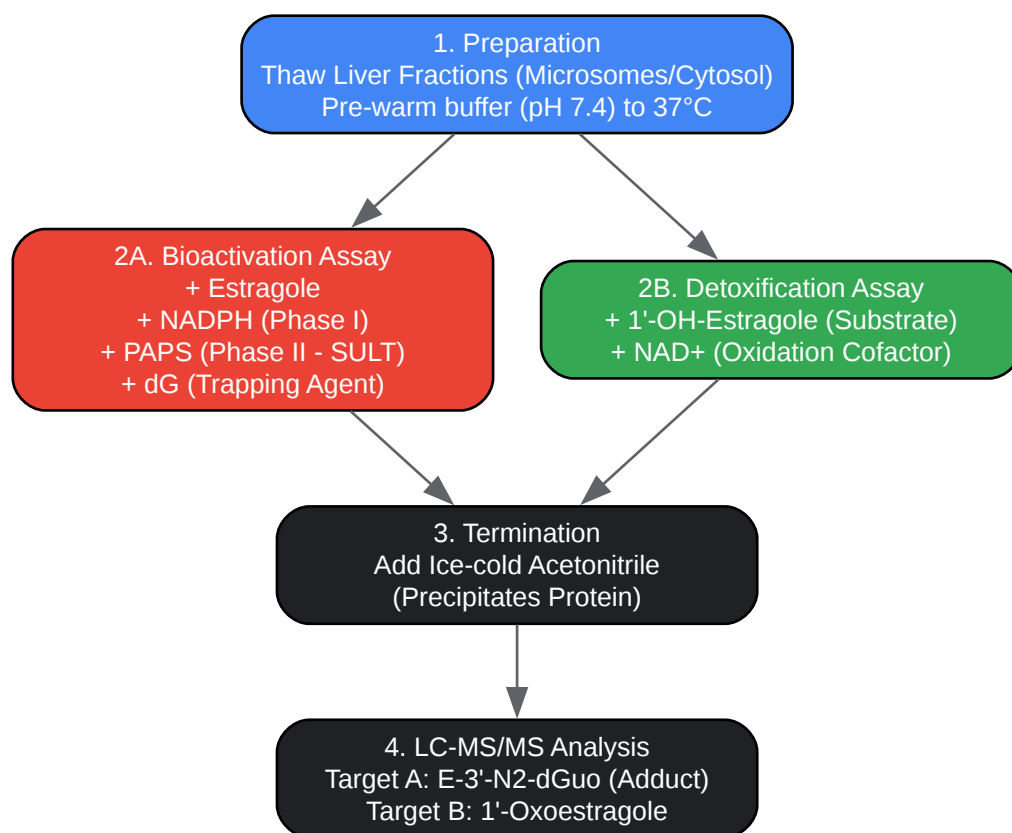 1. Preparation
Thaw Liver Fractions (Microsomes/Cytosol)
Pre-warm buffer (pH 7.4) to 37°C
2A. Bioactivation Assay
+ Estragole
+ NADPH (Phase I)
+ PAPS (Phase II - SULT)
+ dG (Trapping Agent)
2B. Detoxification Assay
+ 1'-OH-Estragole (Substrate)
+ NAD+ (Oxidation Cofactor)
3. Termination
Add Ice-cold Acetonitrile
(Precipitates Protein)
4. LC-MS/MS Analysis
Target A: E-3'-N2-dGuo (Adduct)
Target B: 1'-Oxoestragole